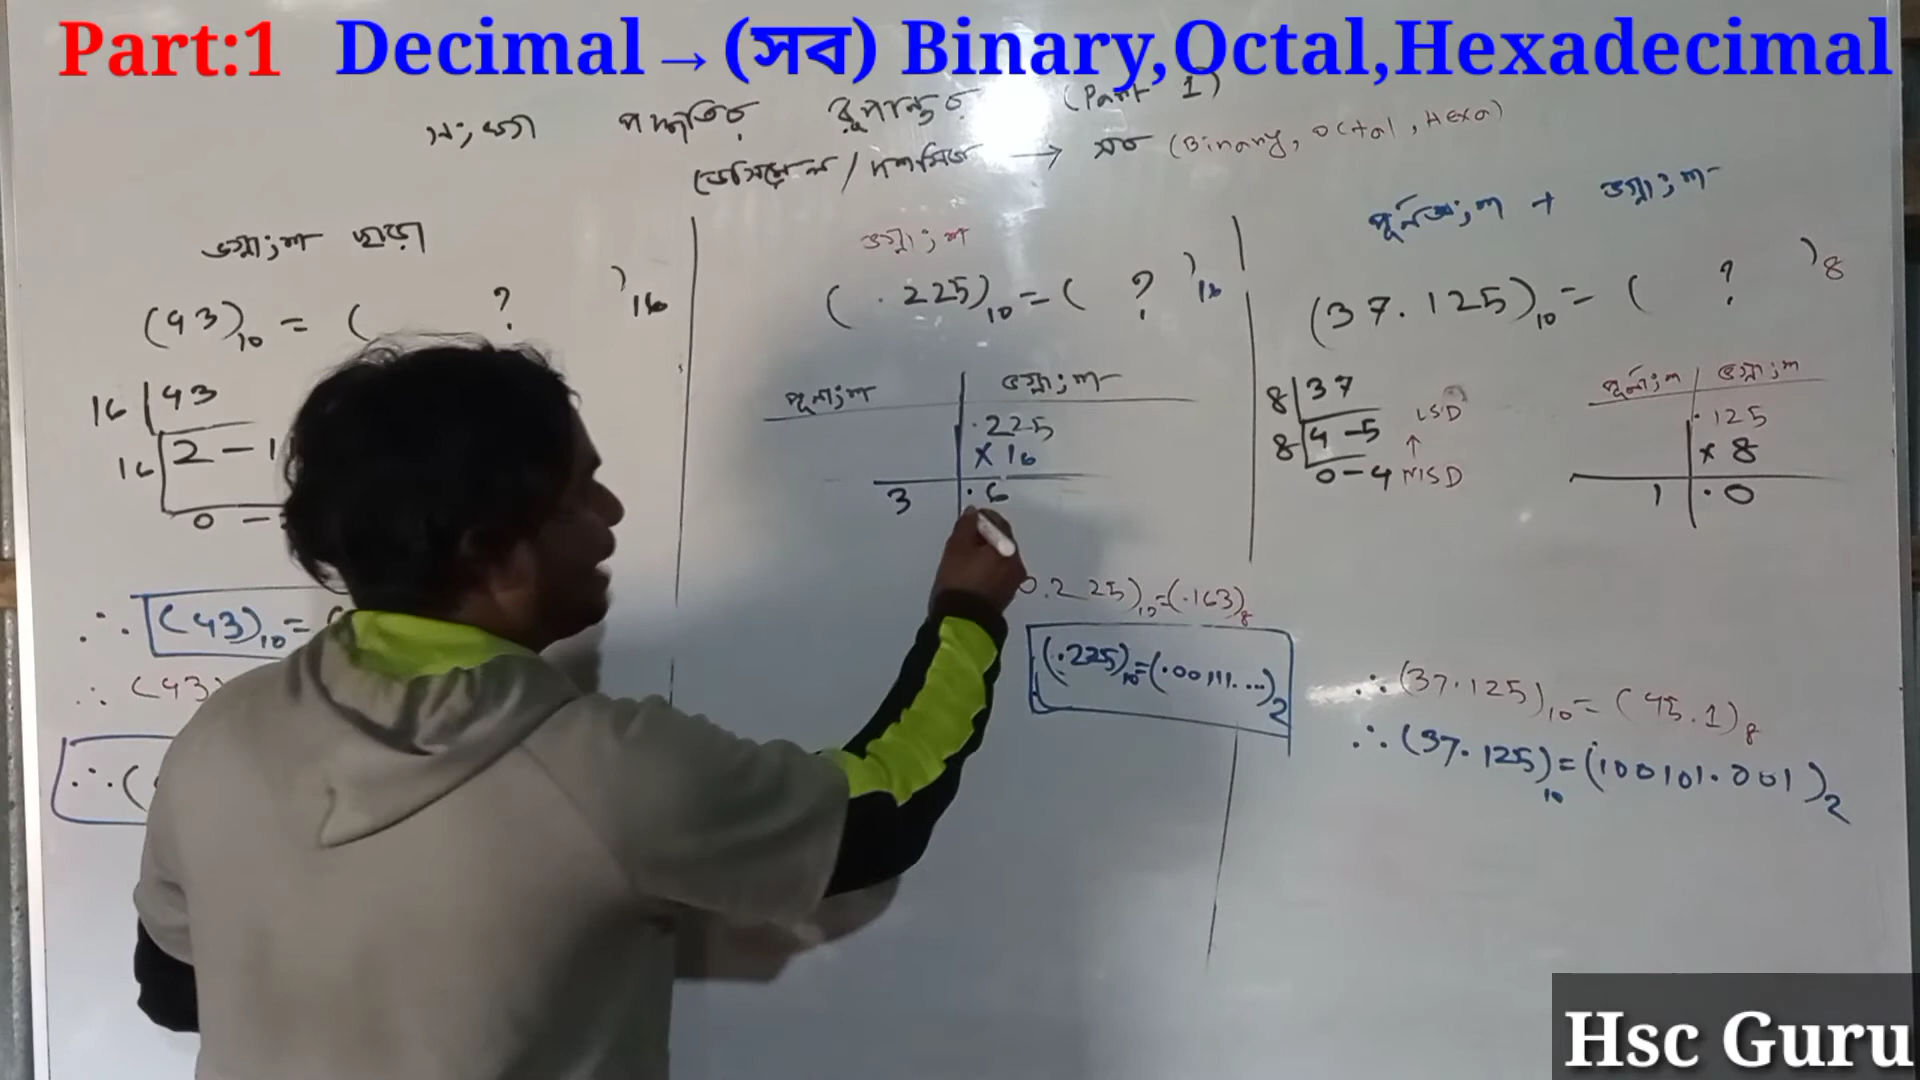 Part:1 Decimal→(সব) Binary,Octal,Hexadecimal
সংখ্যা পদ্ধতির রূপান্তর (Part 1)
ডেসিমেল/দশমিক → সব (Binary, Octal, Hexa)
ভগ্নাংশ ছাড়া
(43)10 = ( ? )16
16 43
16 2 - 1
0 -
∴ (43)10 =
∴ (43)
∴ (
ভগ্নাংশ
( .225)10 = ( ? )16
পূর্নাংশ ভগ্নাংশ
.225
× 16
3 .6
0.225)10=(.163)8
(.225)10=(.00111....)2
পূর্নঅংশ + ভগ্নাংশ
(37.125)10 = ( ? )8
8 37
8 4 - 5 LSD
↑
0 - 4 MSD
পূর্নাংশ ভগ্নাংশ
.125
× 8
1 .0
∴ (37.125)10 = (45.1)8
∴ (37.125)10 = (100101.001)2
Hsc Guru